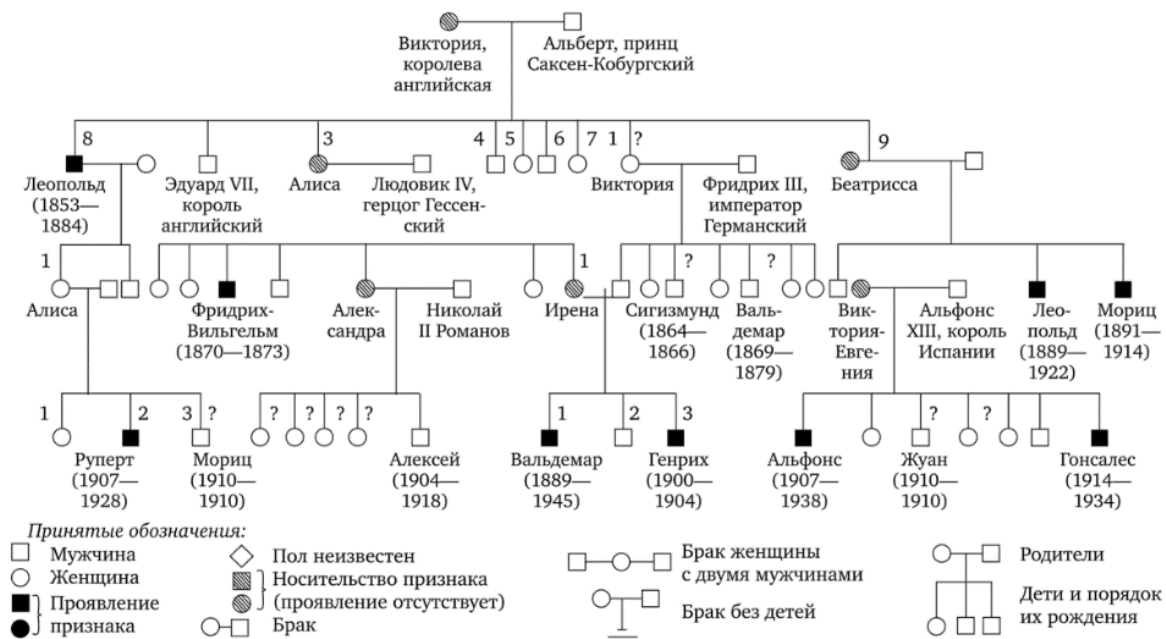 Виктория,
королева
английская
Альберт, принц
Саксен-Кобургский
8
3
4
5
6
7
1
?
9
Леопольд
(1853—
1884)
Эдуард VII,
король
английский
Алиса
Людовик IV,
герцог Гессен-
ский
Виктория
Фридрих III,
император
Германский
Беатрисса
1
1
?
?
Алиса
Фридрих-
Вильгельм
(1870—1873)
Алек-
сандра
Николай
II Романов
Ирена
Сигизмунд
(1864—
1866)
Валь-
демар
(1869—
1879)
Вик-
тория-
Евге-
ния
Альфонс
XIII, король
Испании
Лео-
польд
(1889—
1922)
Мориц
(1891—
1914)
1
2
3
?
?
?
?
?
1
2
3
?
?
Руперт
(1907—
1928)
Мориц
(1910—
1910)
Алексей
(1904—
1918)
Вальдемар
(1889—
1945)
Генрих
(1900—
1904)
Альфонс
(1907—
1938)
Жуан
(1910—
1910)
Гонсалес
(1914—
1934)
Принятые обозначения:
Мужчина
Женщина
Проявление
признака
Пол неизвестен
Носительство признака
(проявление отсутствует)
Брак
Брак женщины
с двумя мужчинами
Брак без детей
Родители
Дети и порядок
их рождения